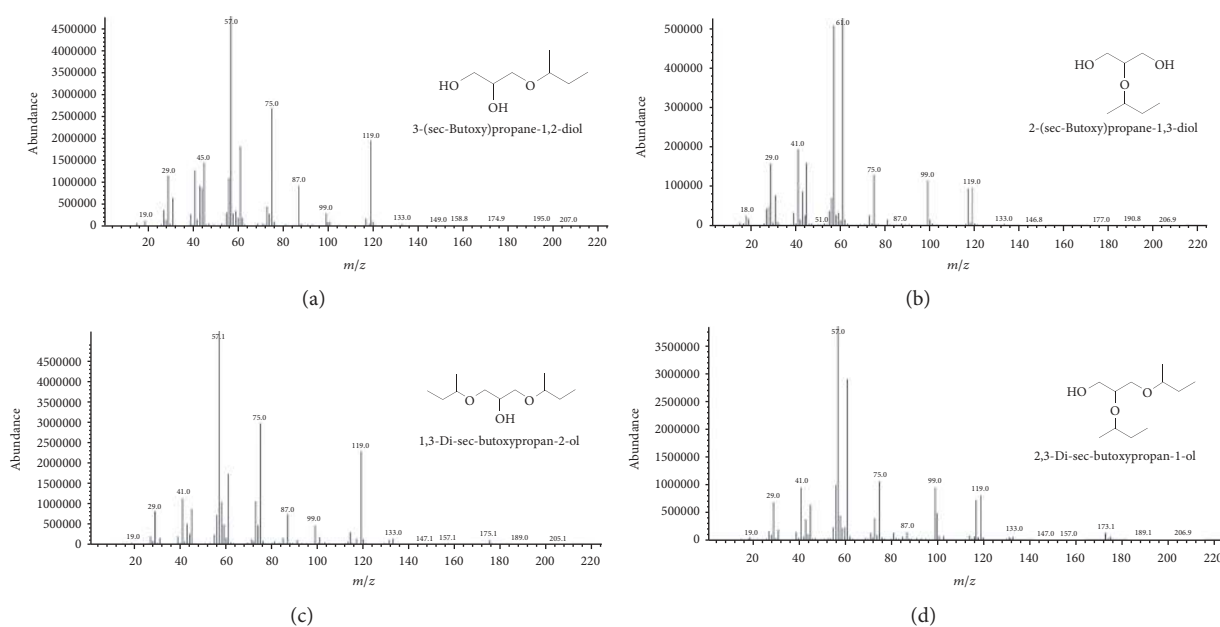 4500000
4000000
3500000
3000000
2500000
2000000
1500000
1000000
500000
0
Abundance
57.0
75.0
119.0
45.0
29.0
87.0
99.0
19.0
133.0
149.0
158.8
174.9
195.0
207.0
HO
OH
O
3-(sec-Butoxy)propane-1,2-diol
20 40 60 80 100 120 140 160 180 200 220
m/z
(a)
500000
400000
300000
200000
100000
0
Abundance
61.0
41.0
29.0
75.0
99.0
119.0
18.0
51.0
87.0
133.0
146.8
177.0
190.8
206.9
HO
OH
O
2-(sec-Butoxy)propane-1,3-diol
20 40 60 80 100 120 140 160 180 200 220
m/z
(b)
4500000
4000000
3500000
3000000
2500000
2000000
1500000
1000000
500000
0
Abundance
57.1
75.0
119.0
41.0
29.0
87.0
99.0
19.0
133.0
147.1
157.1
175.1
189.0
205.1
O
OH
O
1,3-Di-sec-butoxypropan-2-ol
20 40 60 80 100 120 140 160 180 200 220
m/z
(c)
3500000
3000000
2500000
2000000
1500000
1000000
500000
0
Abundance
57.0
75.0
41.0
99.0
29.0
119.0
87.0
19.0
133.0
147.0
157.0
173.1
189.1
206.9
HO
O
O
2,3-Di-sec-butoxypropan-1-ol
20 40 60 80 100 120 140 160 180 200 220
m/z
(d)